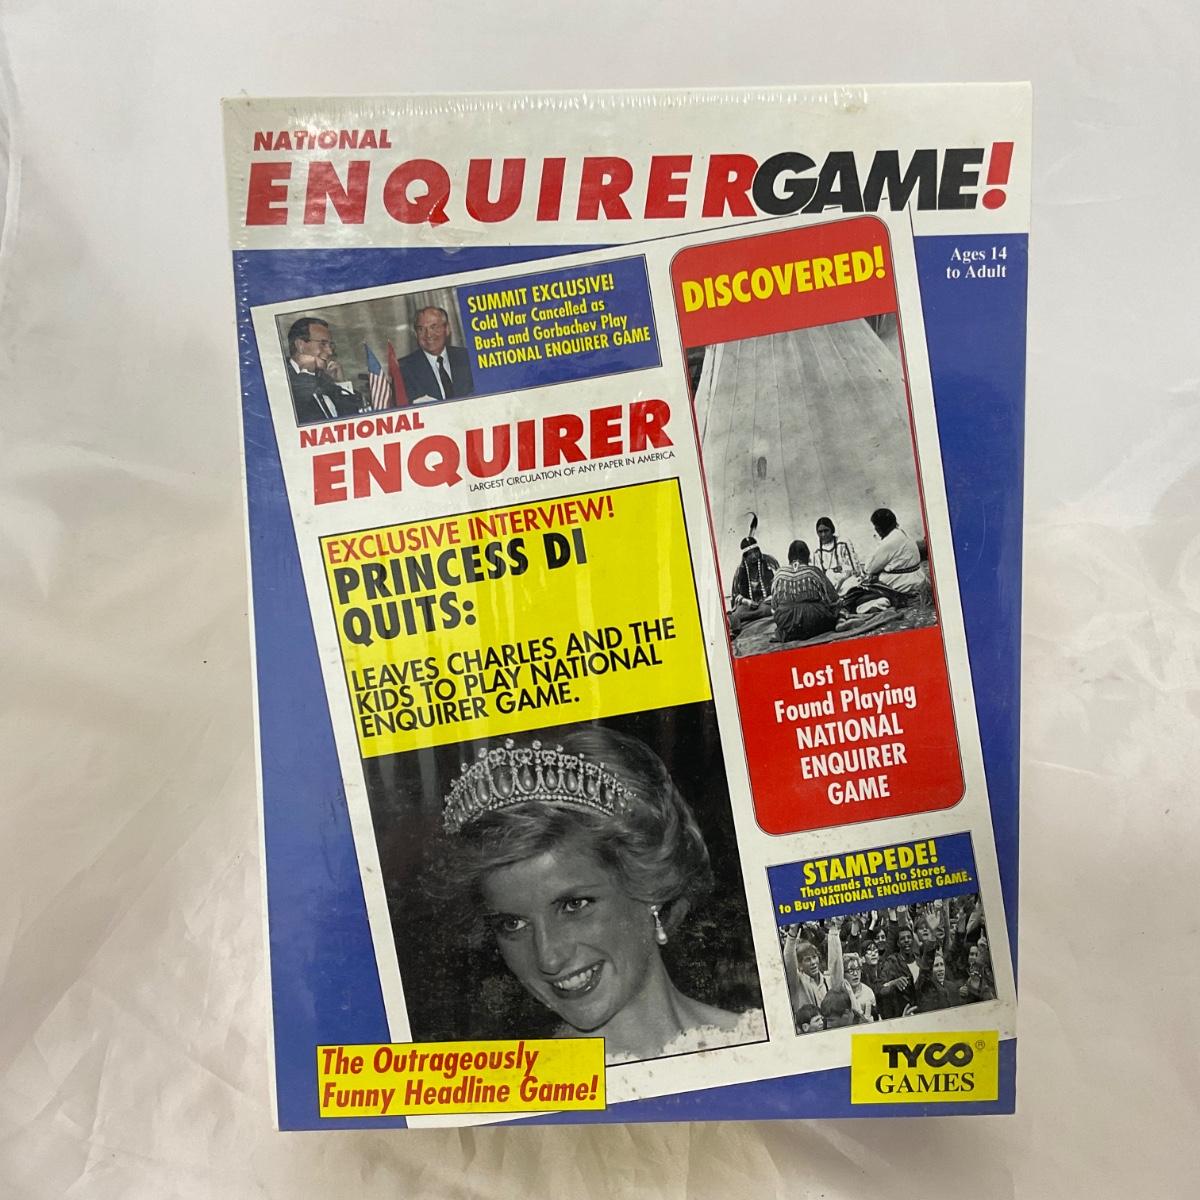 NATIONAL
ENQUIRER GAME!
Ages 14
to Adult
SUMMIT EXCLUSIVE!
Cold War Cancelled as
Bush and Gorbachev Play
NATIONAL ENQUIRER GAME
NATIONAL
ENQUIRER
LARGEST CIRCULATION OF ANY PAPER IN AMERICA
EXCLUSIVE INTERVIEW!
PRINCESS DI
QUITS:
LEAVES CHARLES AND THE
KIDS TO PLAY NATIONAL
ENQUIRER GAME.
DISCOVERED!
Lost Tribe
Found Playing
NATIONAL
ENQUIRER
GAME
STAMPEDE!
Thousands Rush to Stores
to Buy NATIONAL ENQUIRER GAME.
The Outrageously
Funny Headline Game!
TYCO®
GAMES